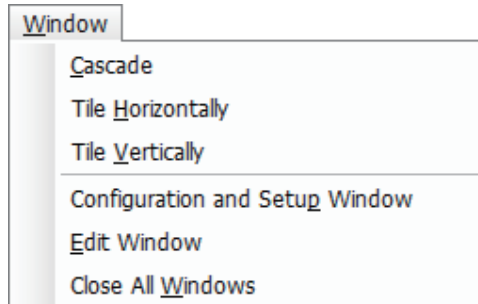 Window
Cascade
Tile Horizontally
Tile Vertically
Configuration and Setup Window
Edit Window
Close All Windows